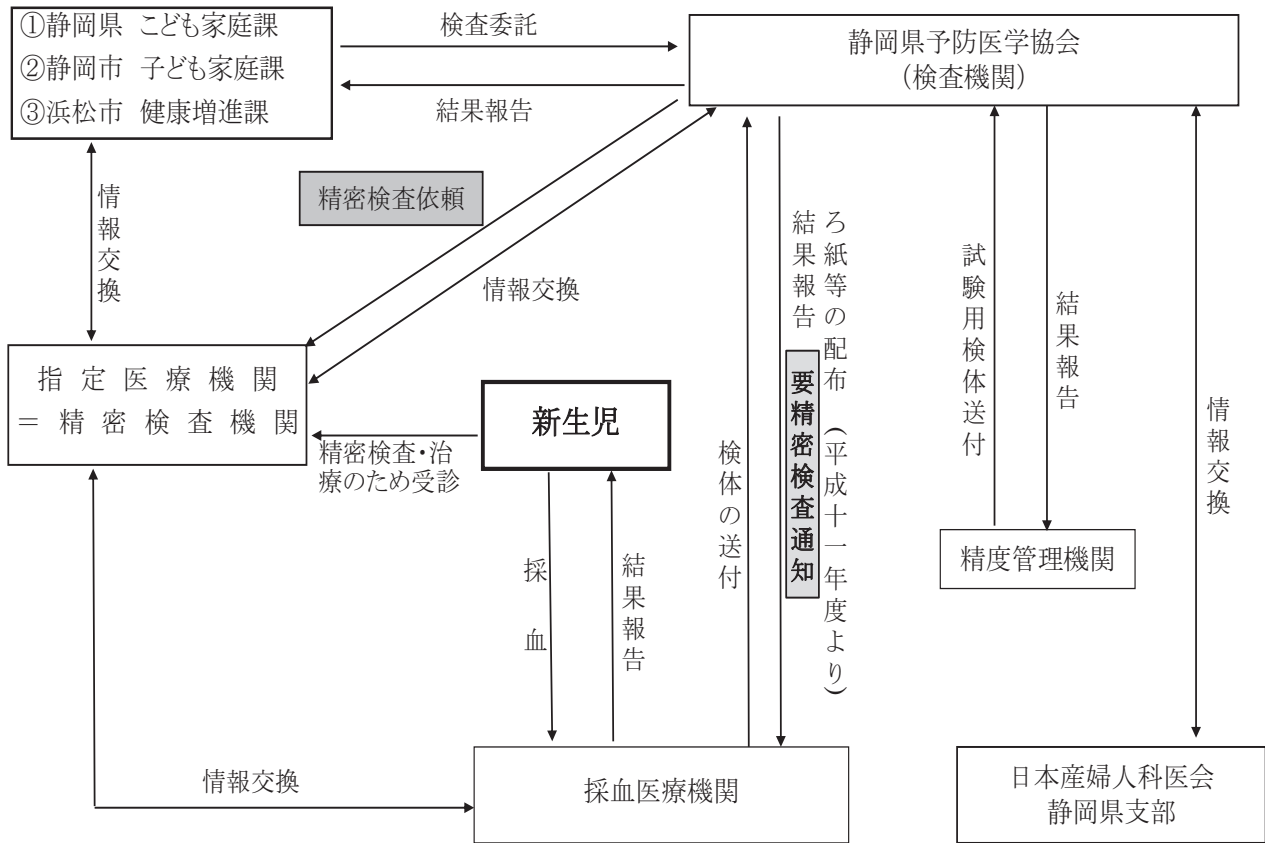 ①静岡県 こども家庭課
②静岡市 子ども家庭課
③浜松市 健康増進課
検査委託
結果報告
静岡県予防医学協会
(検査機関)
情報交換
精密検査依頼
情報交換
指定医療機関
=精密検査機関
新生児
精密検査・治
療のため受診
採血
結果報告
検体の送付
ろ紙等の配布 (平成十一年度より)
結果報告
要精密検査通知
試験用検体送付
結果報告
精度管理機関
情報交換
情報交換
採血医療機関
日本産婦人科医会
静岡県支部